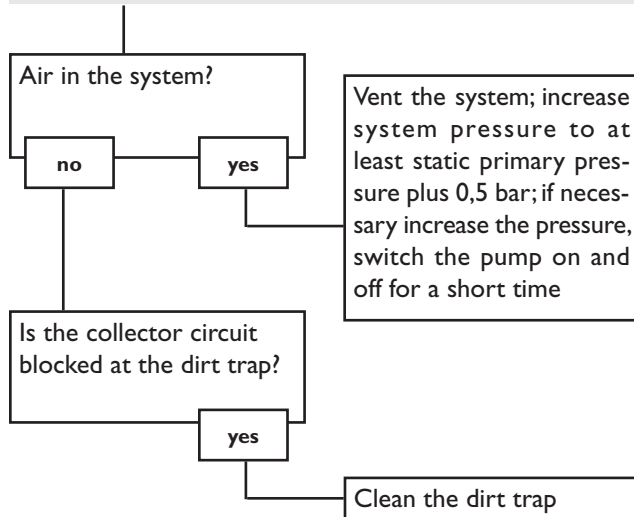 Air in the system?
no
yes
Vent the system; increase
system pressure to at
least static primary pres-
sure plus 0,5 bar; if neces-
sary increase the pressure,
switch the pump on and
off for a short time
Is the collector circuit
blocked at the dirt trap?
yes
Clean the dirt trap